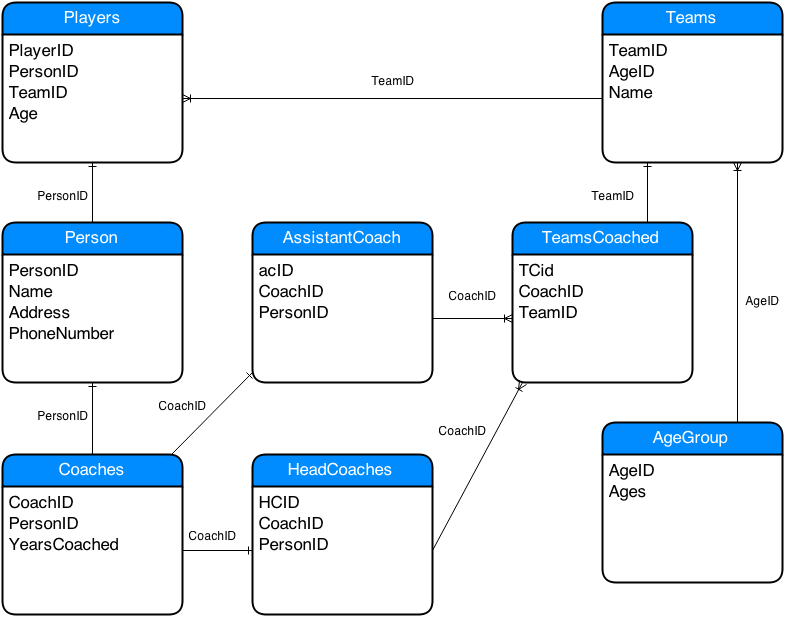 Players
PlayerID
PersonID
TeamID
Age
TeamID
Teams
TeamID
AgeID
Name
PersonID
TeamID
Person
PersonID
Name
Address
PhoneNumber
AssistantCoach
acID
CoachID
PersonID
CoachID
TeamsCoached
TCid
CoachID
TeamID
AgeID
PersonID
CoachID
CoachID
Coaches
CoachID
PersonID
YearsCoached
CoachID
HeadCoaches
HCID
CoachID
PersonID
AgeGroup
AgeID
Ages